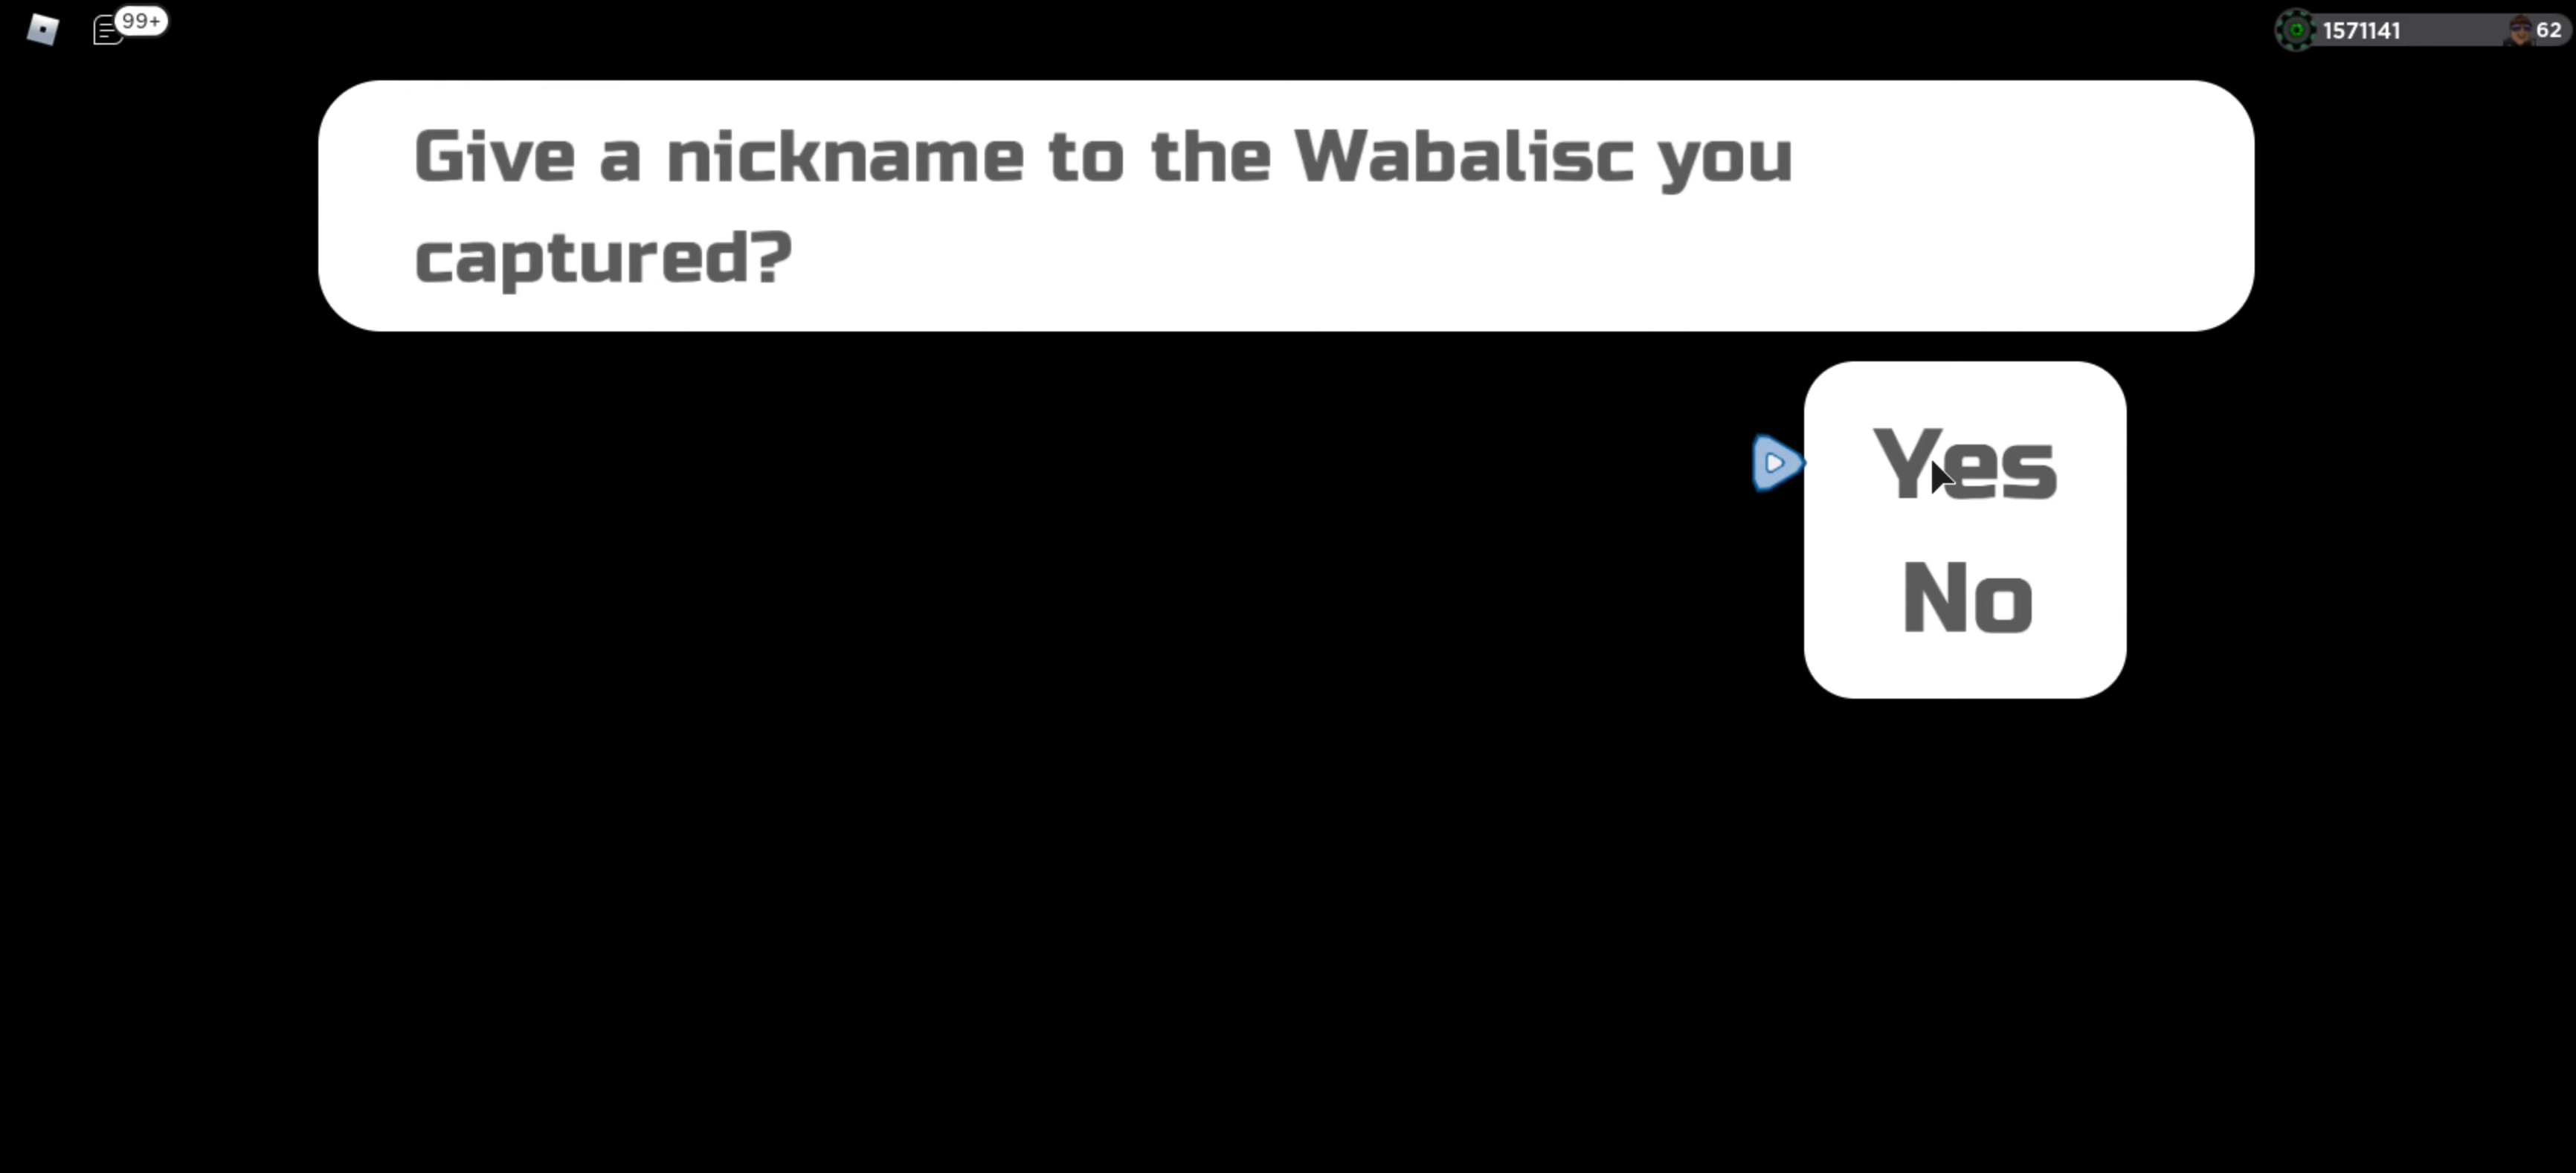 99+
1571141
62
Give a nickname to the Wabalisc you
captured?
Yes
No